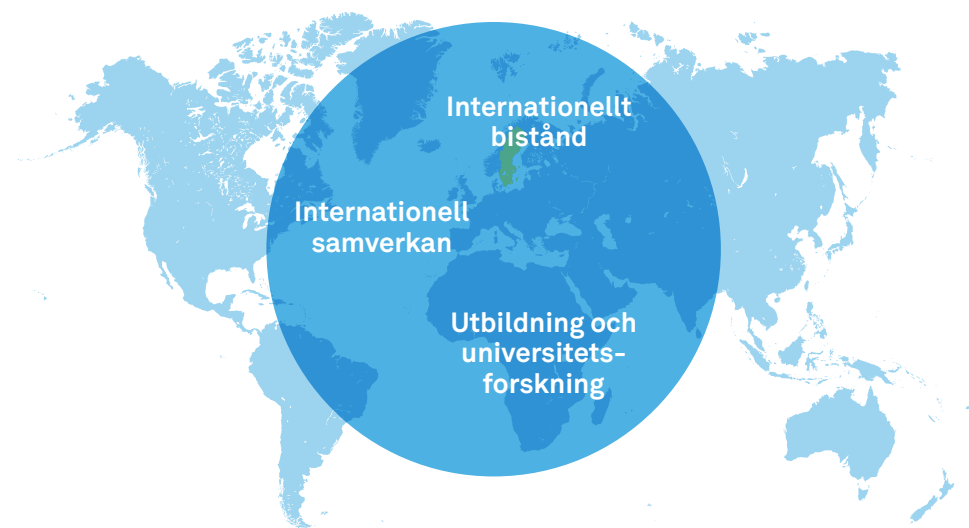 Internationellt
bistånd
Internationell
samverkan
Utbildning och
universitets-
forskning